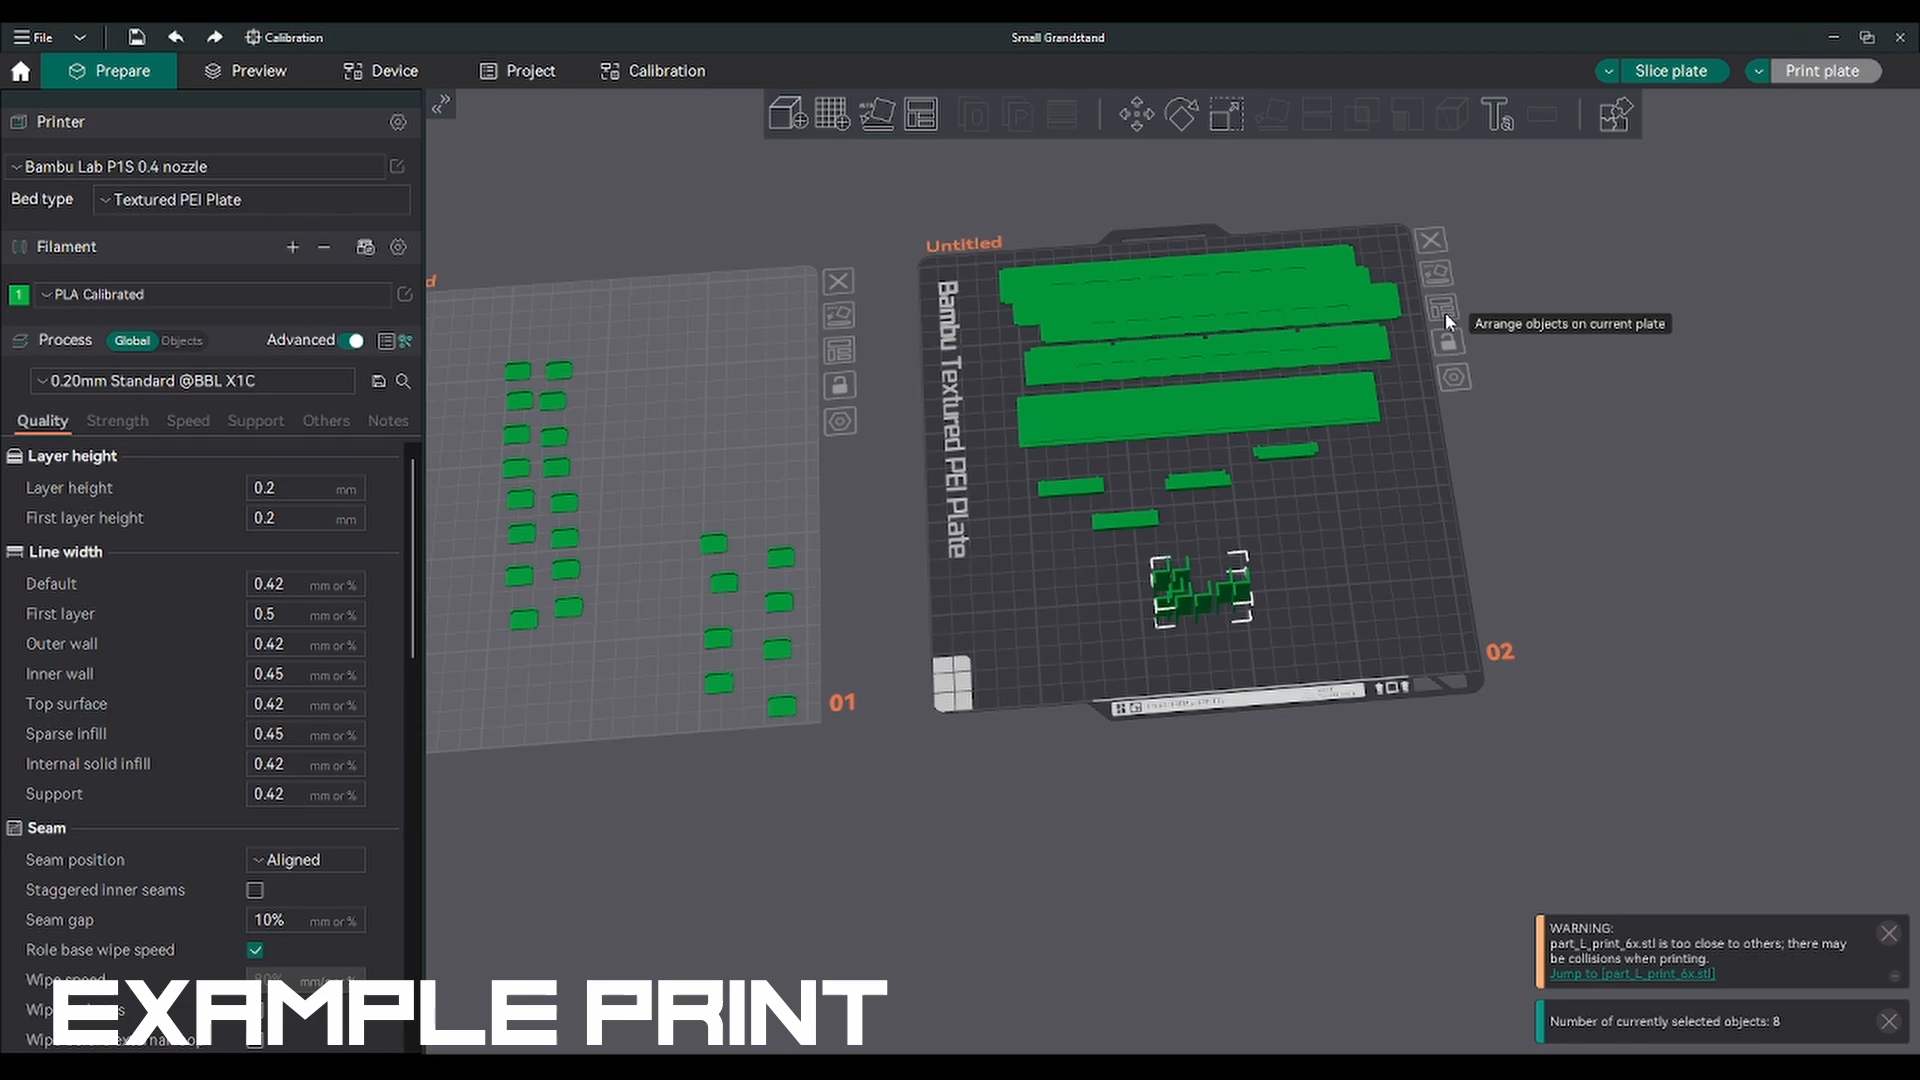 File
Calibration
Small Grandstand
Prepare
Preview
Device
Project
Calibration
Slice plate
Print plate
Printer
Bambu Lab P1S 0.4 nozzle
Bed type
Textured PEI Plate
Filament
1
PLA Calibrated
Process
Global
Objects
Advanced
0.20mm Standard @BBL X1C
Quality
Strength
Speed
Support
Others
Notes
Layer height
Layer height 0.2 mm
First layer height 0.2 mm
Line width
Default 0.42 mm or %
First layer 0.5 mm or %
Outer wall 0.42 mm or %
Inner wall 0.45 mm or %
Top surface 0.42 mm or %
Sparse infill 0.45 mm or %
Internal solid infill 0.42 mm or %
Support 0.42 mm or %
Seam
Seam position Aligned
Staggered inner seams
Seam gap 10% mm or %
Role base wipe speed
Wipe speed 80% mm/s or %
EXAMPLE PRINT
d
01
Untitled
Bambu Textured PEI Plate
02
Arrange objects on current plate
WARNING:
part_L_print_6x.stl is too close to others; there may
be collisions when printing.
Jump to [part_L_print_6x.stl]
Number of currently selected objects: 8